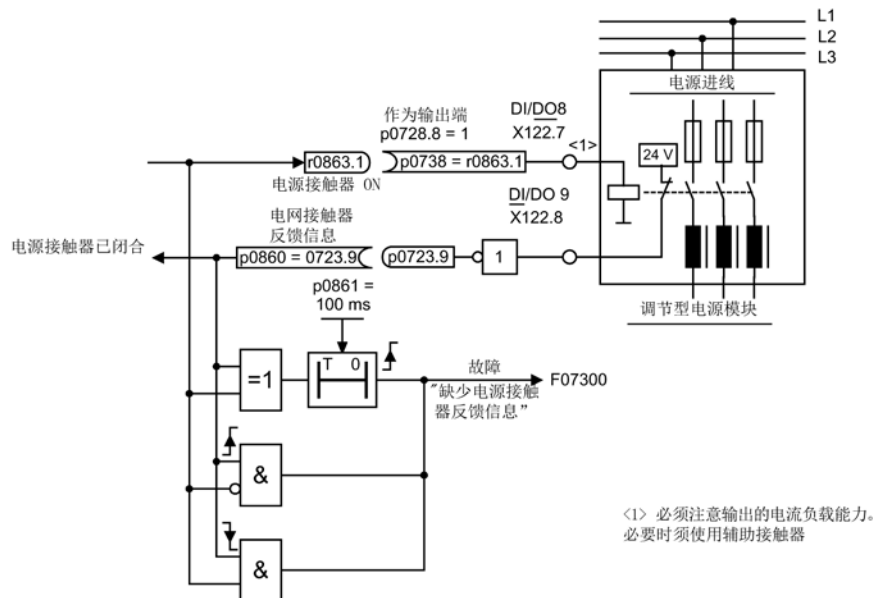 L1
L2
L3
电源进线
作为输出端
p0728.8 = 1
DI/DO8
X122.7
<1>
r0863.1
p0738 = r0863.1
24 V
电源接触器 ON
DI/DO 9
X122.8
电网接触器
反馈信息
电源接触器已闭合
p0860 = 0723.9
p0723.9
1
p0861 =
100 ms
调节型电源模块
=1
T 0
故障
"缺少电源接触
器反馈信息”
F07300
&
&
<1> 必须注意输出的电流负载能力。
必要时须使用辅助接触器